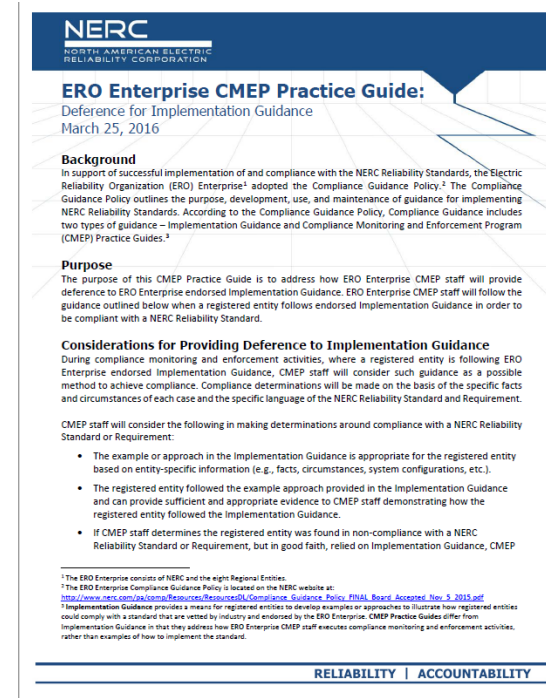 NERC
NORTH AMERICAN ELECTRIC
RELIABILITY CORPORATION
ERO Enterprise CMEP Practice Guide:
Deference for Implementation Guidance
March 25, 2016
Background
In support of successful implementation of and compliance with the NERC Reliability Standards, the Electric
Reliability Organization (ERO) Enterprise¹ adopted the Compliance Guidance Policy.² The Compliance
Guidance Policy outlines the purpose, development, use, and maintenance of guidance for implementing
NERC Reliability Standards. According to the Compliance Guidance Policy, Compliance Guidance includes
two types of guidance – Implementation Guidance and Compliance Monitoring and Enforcement Program
(CMEP) Practice Guides.³
Purpose
The purpose of this CMEP Practice Guide is to address how ERO Enterprise CMEP staff will provide
deference to ERO Enterprise endorsed Implementation Guidance. ERO Enterprise CMEP staff will follow the
guidance outlined below when a registered entity follows endorsed Implementation Guidance in order to
be compliant with a NERC Reliability Standard.
Considerations for Providing Deference to Implementation Guidance
During compliance monitoring and enforcement activities, where a registered entity is following ERO
Enterprise endorsed Implementation Guidance, CMEP staff will consider such guidance as a possible
method to achieve compliance. Compliance determinations will be made on the basis of the specific facts
and circumstances of each case and the specific language of the NERC Reliability Standard and Requirement.
CMEP staff will consider the following in making determinations around compliance with a NERC Reliability
Standard or Requirement:
• The example or approach in the Implementation Guidance is appropriate for the registered entity
based on entity-specific information (e.g., facts, circumstances, system configurations, etc.).
• The registered entity followed the example approach provided in the Implementation Guidance
and can provide sufficient and appropriate evidence to CMEP staff demonstrating how the
registered entity followed the Implementation Guidance.
• If CMEP staff determines the registered entity was found in non-compliance with a NERC
Reliability Standard or Requirement, but in good faith, relied on Implementation Guidance, CMEP
¹ The ERO Enterprise consists of NERC and the eight Regional Entities.
² The ERO Enterprise Compliance Guidance Policy is located on the NERC website at:
http://www.nerc.com/pa/comp/Resources/ResourcesDL/Compliance_Guidance_Policy_FINAL_Board_Accepted_Nov_5_2015.pdf
³ Implementation Guidance provides a means for registered entities to develop examples or approaches to illustrate how registered entities
could comply with a standard that are vetted by industry and endorsed by the ERO Enterprise. CMEP Practice Guides differ from
Implementation Guidance in that they address how ERO Enterprise CMEP staff executes compliance monitoring and enforcement activities,
rather than examples of how to implement the standard.
RELIABILITY | ACCOUNTABILITY